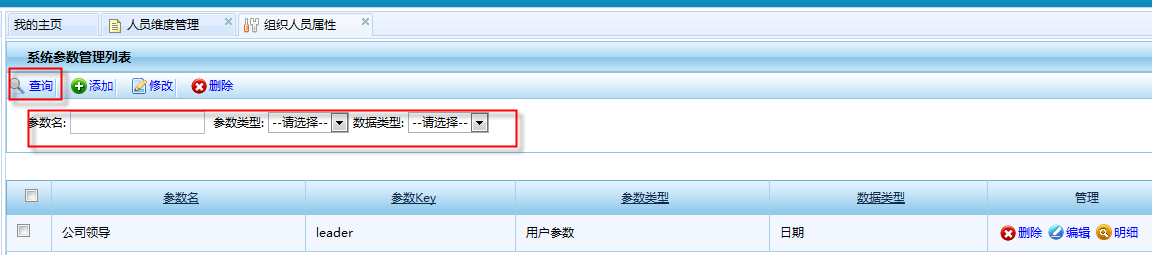 我的主页 人员维度管理 组织人员属性
系统参数管理列表
查询 添加 修改 删除
参数名: 参数类型: --请选择-- 数据类型: --请选择--
参数名 参数Key 参数类型 数据类型 管理
公司领导 leader 用户参数 日期 删除 编辑 明细